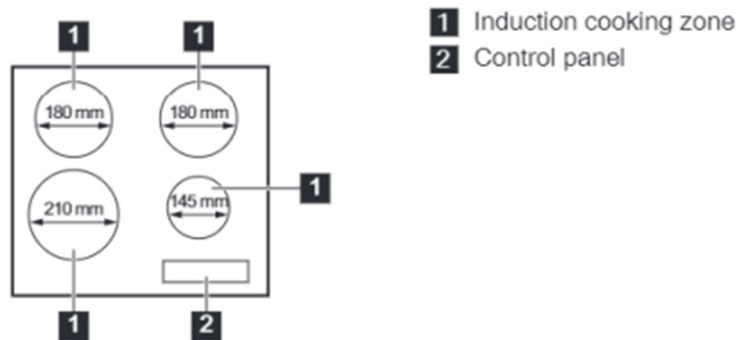 1 1
180 mm 180 mm
210 mm 145 mm 1
1 2
1 Induction cooking zone
2 Control panel